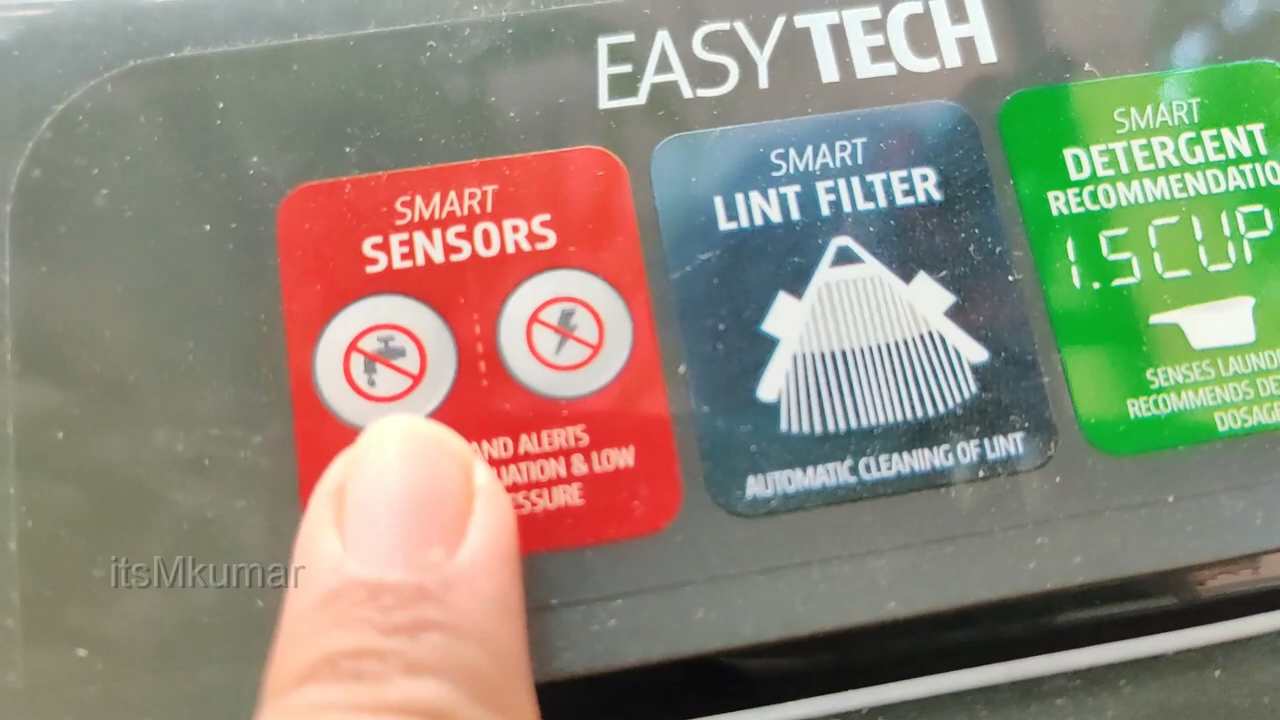 EASY TECH
SMART
SENSORS
AND ALERTS
UATION & LOW
ESSURE
SMART
LINT FILTER
AUTOMATIC CLEANING OF LINT
SMART
DETERGENT
RECOMMENDATIO
1.5CUP
SENSES LAUND
RECOMMENDS DE
DOSAG
itsMkumar